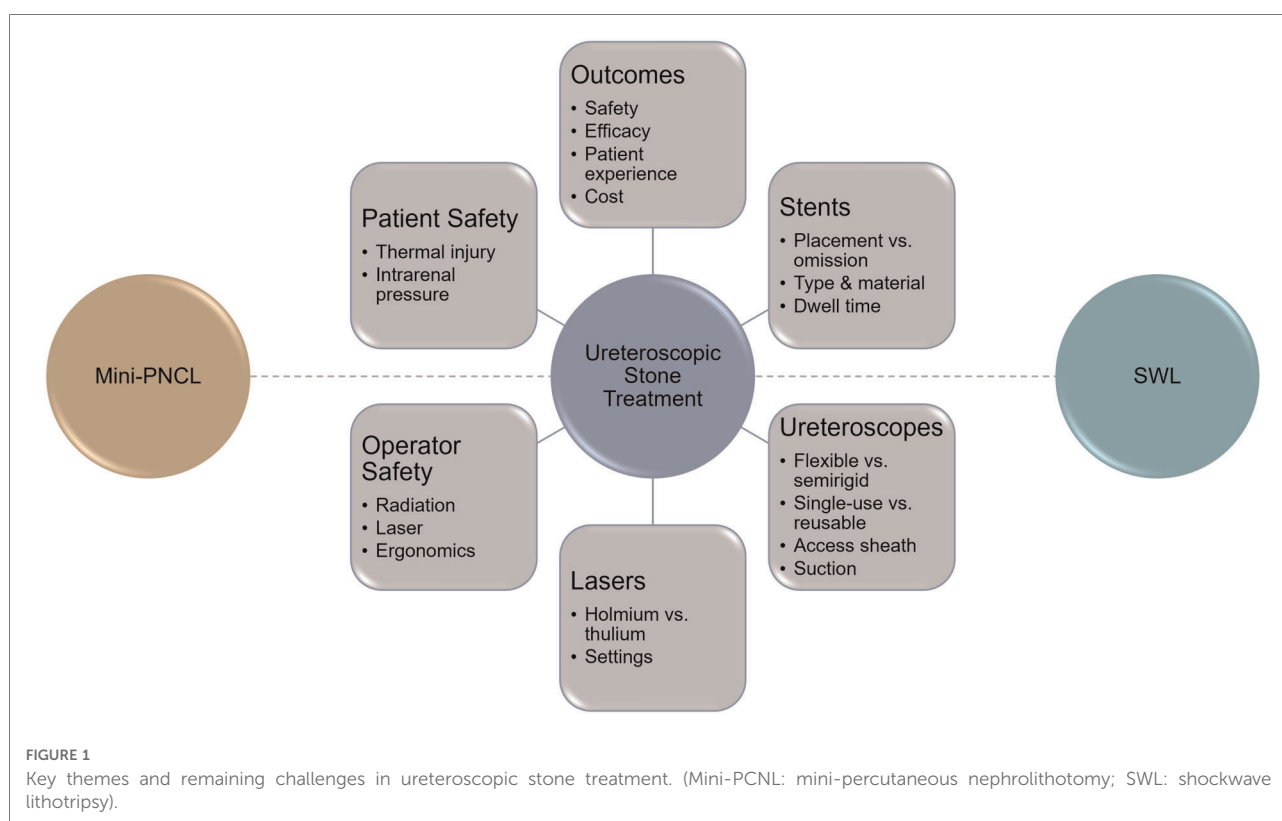 Outcomes
• Safety
• Efficacy
• Patient
experience
• Cost
Patient Safety
• Thermal injury
• Intrarenal
pressure
Stents
• Placement vs.
omission
• Type & material
• Dwell time
Mini-PNCL
Ureteroscopic
Stone
Treatment
SWL
Operator
Safety
• Radiation
• Laser
• Ergonomics
Ureteroscopes
• Flexible vs.
semirigid
• Single-use vs.
reusable
• Access sheath
• Suction
Lasers
• Holmium vs.
thulium
• Settings
FIGURE 1
Key themes and remaining challenges in ureteroscopic stone treatment. (Mini-PCNL: mini-percutaneous nephrolithotomy; SWL: shockwave
lithotripsy).